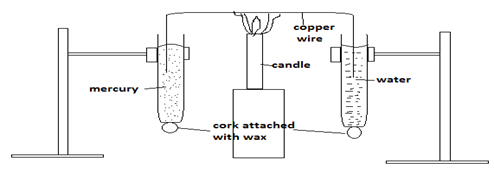 copper
wire
candle
mercury
water
cork attached
with wax